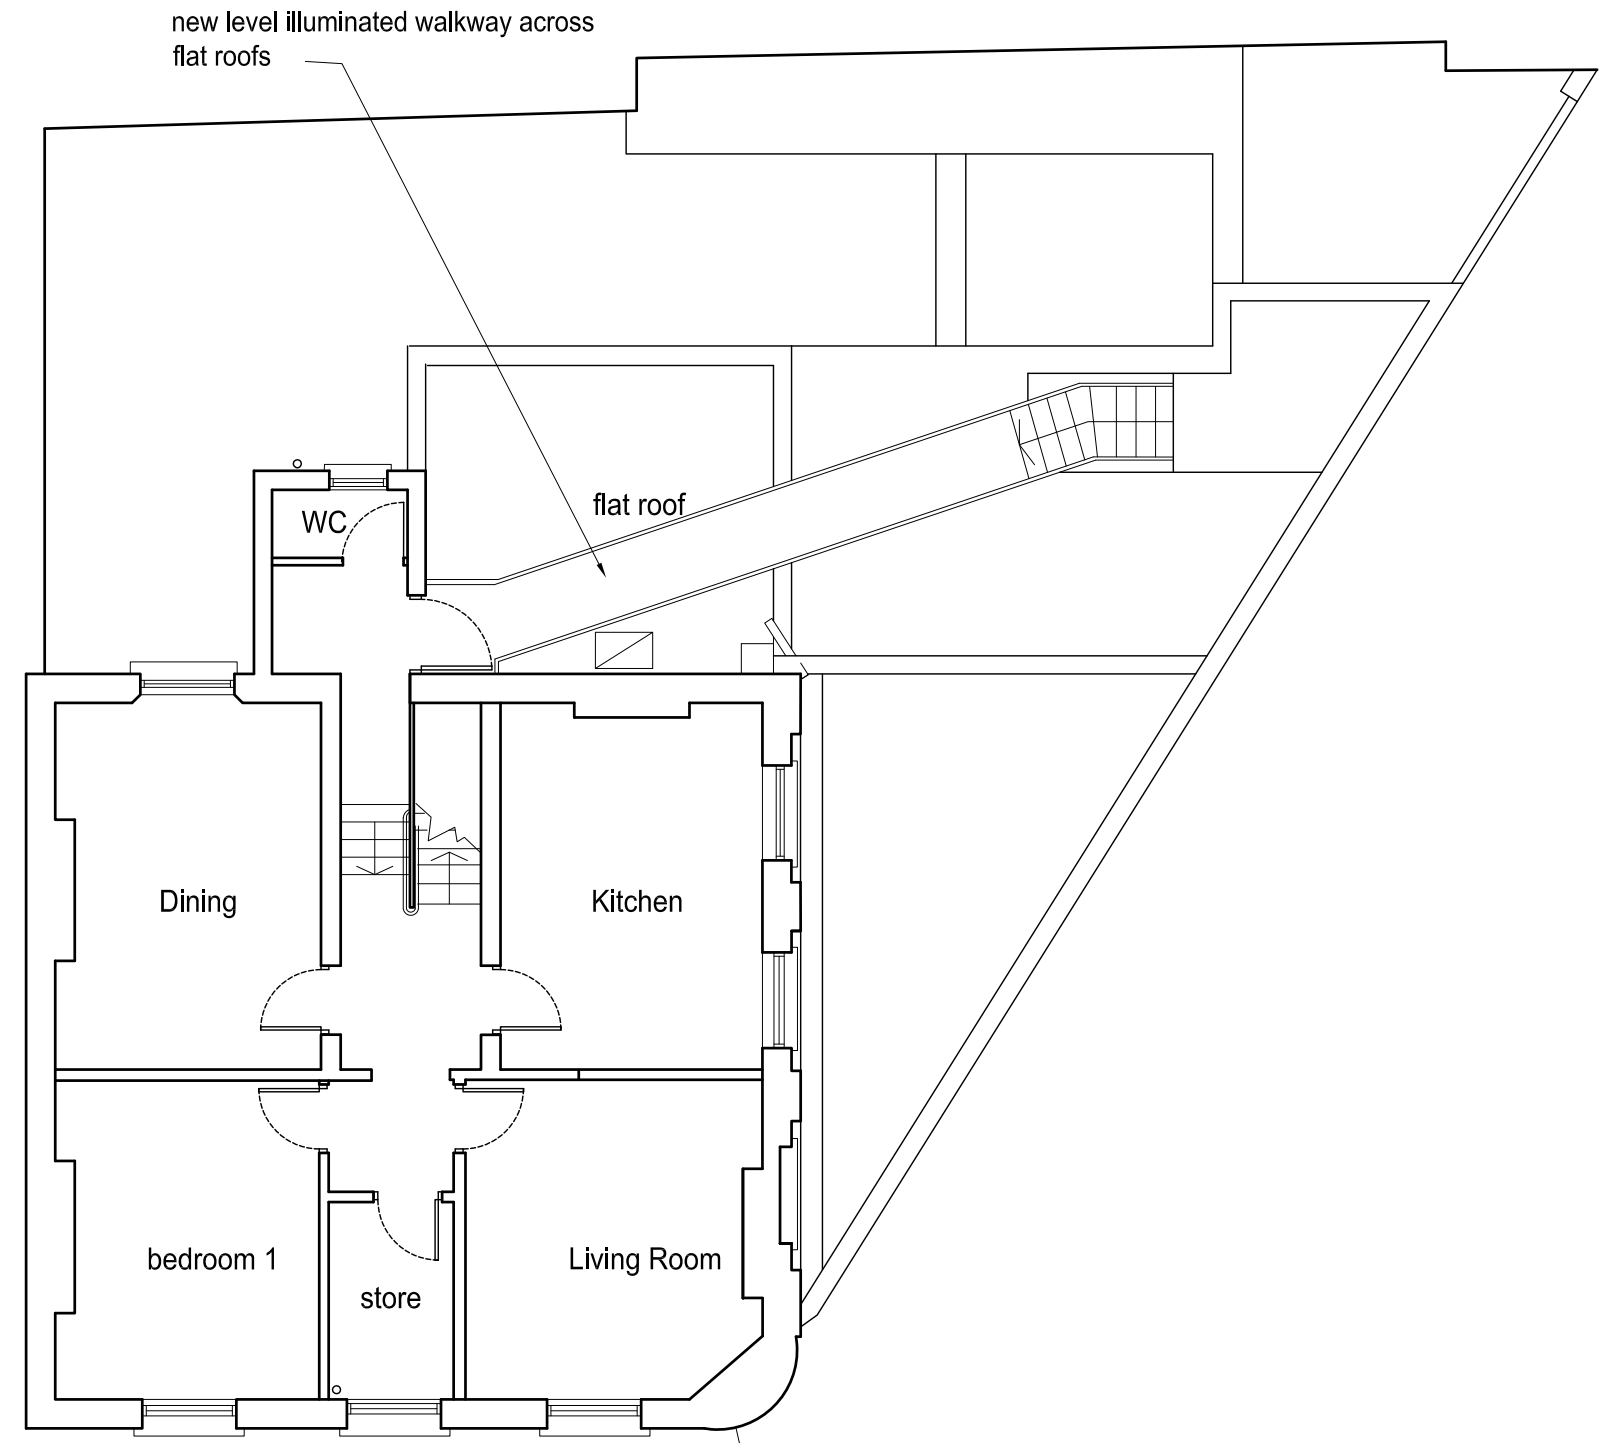 new level illuminated walkway across
flat roofs
flat roof
WC
Dining
Kitchen
bedroom 1
Living Room
store